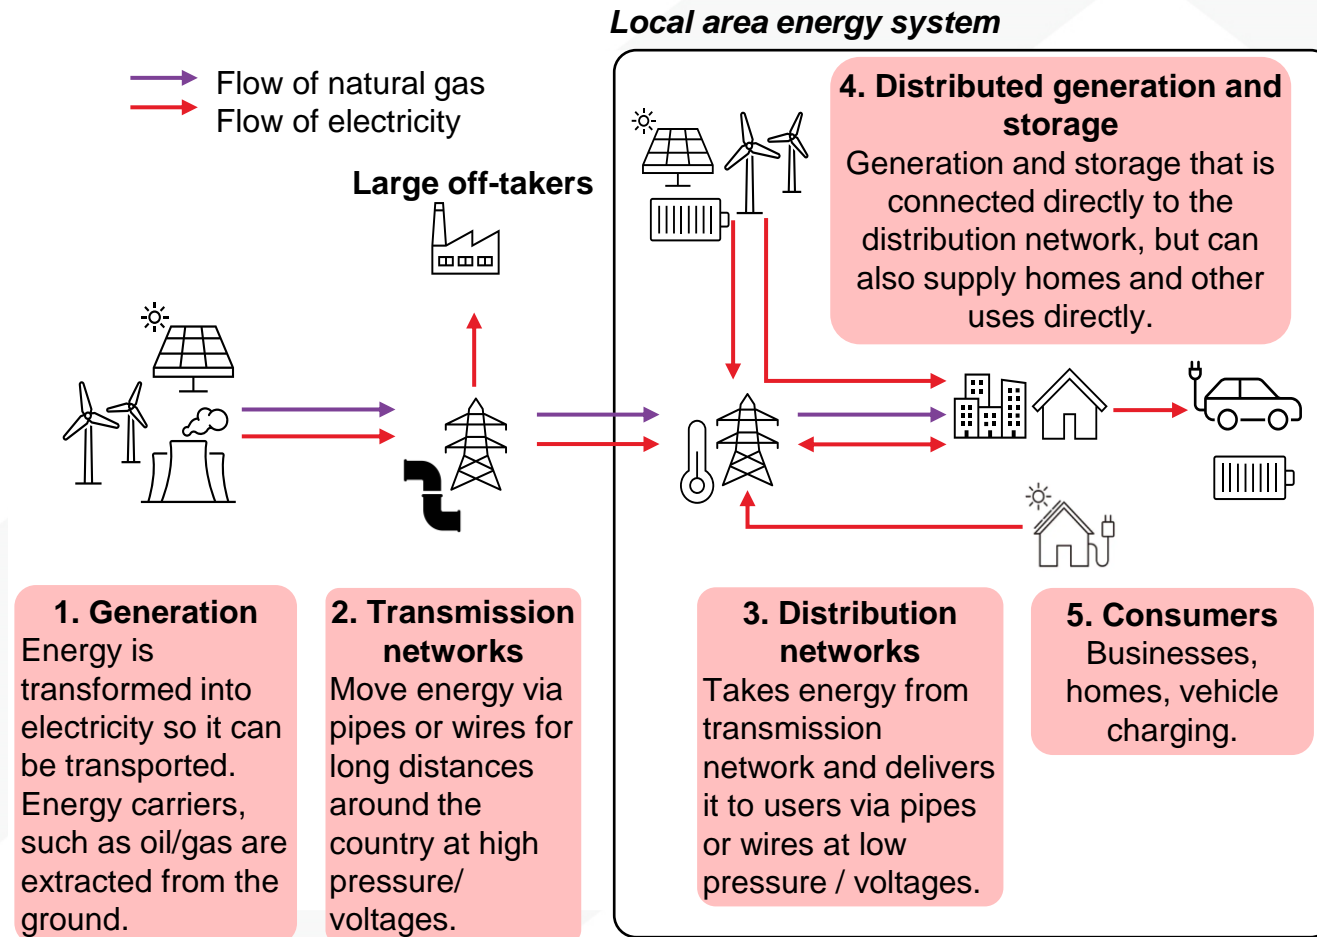 Local area energy system
Flow of natural gas
Flow of electricity
Large off-takers
4. Distributed generation and
storage
Generation and storage that is
connected directly to the
distribution network, but can
also supply homes and other
uses directly.
1. Generation
Energy is
transformed into
electricity so it can
be transported.
Energy carriers,
such as oil/gas are
extracted from the
ground.
2. Transmission
networks
Move energy via
pipes or wires for
long distances
around the
country at high
pressure/
voltages.
3. Distribution
networks
Takes energy from
transmission
network and delivers
it to users via pipes
or wires at low
pressure / voltages.
5. Consumers
Businesses,
homes, vehicle
charging.